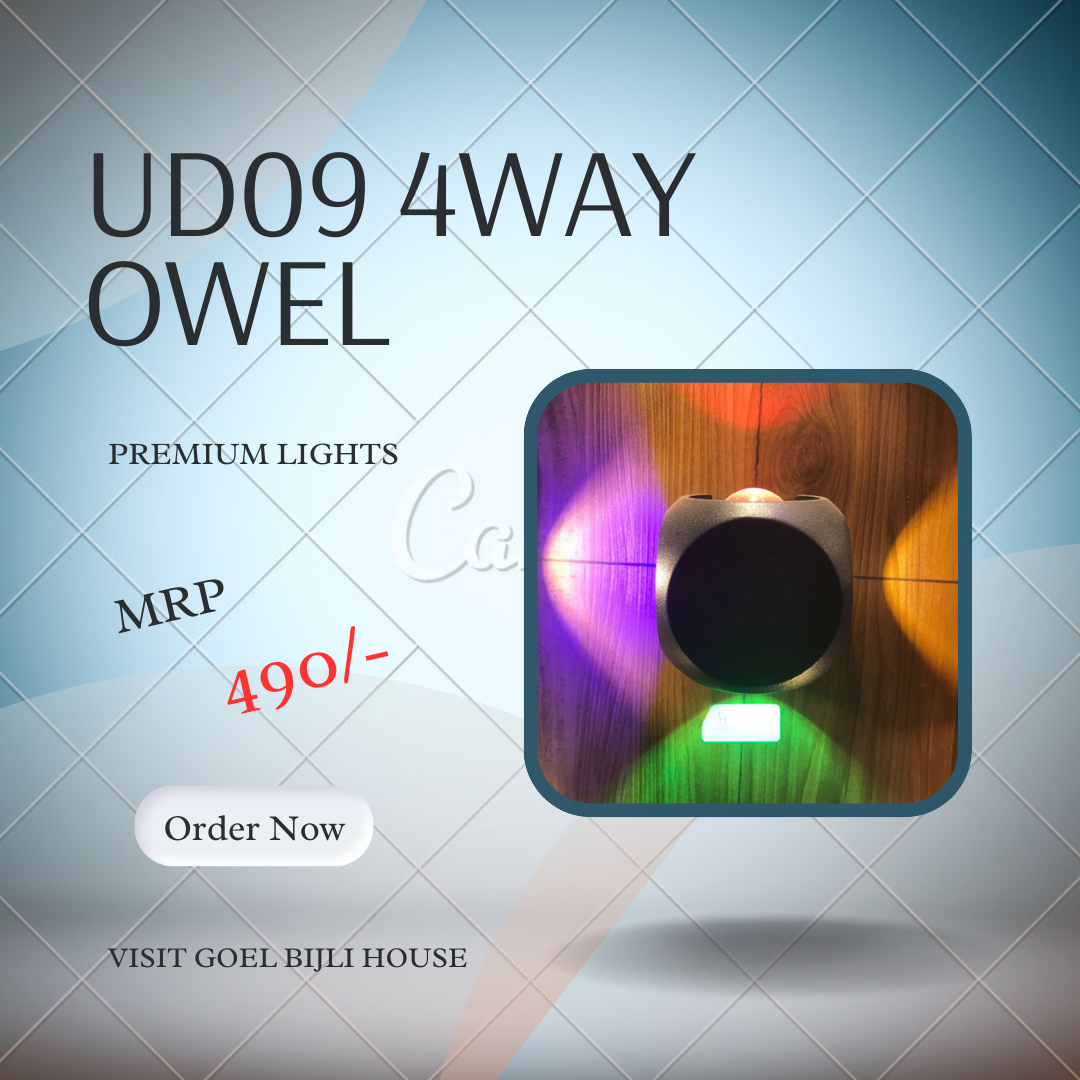 UD09 4WAY
OWEL
PREMIUM LIGHTS
MRP
490/-
Order Now
VISIT GOEL BIJLI HOUSE